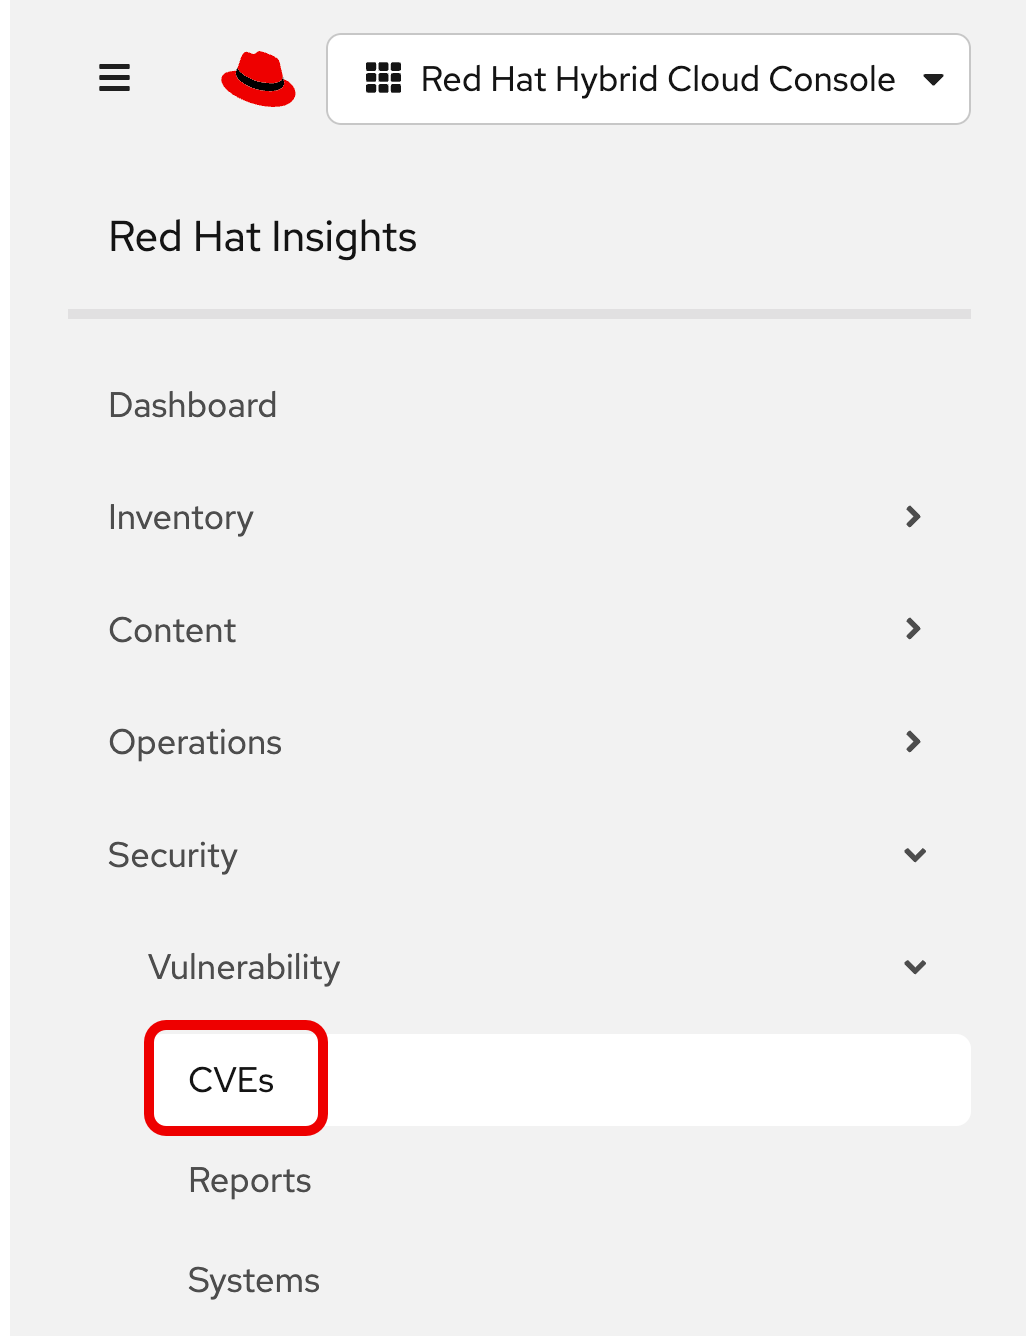 Red Hat Hybrid Cloud Console
Red Hat Insights
Dashboard
Inventory
Content
Operations
Security
Vulnerability
CVEs
Reports
Systems